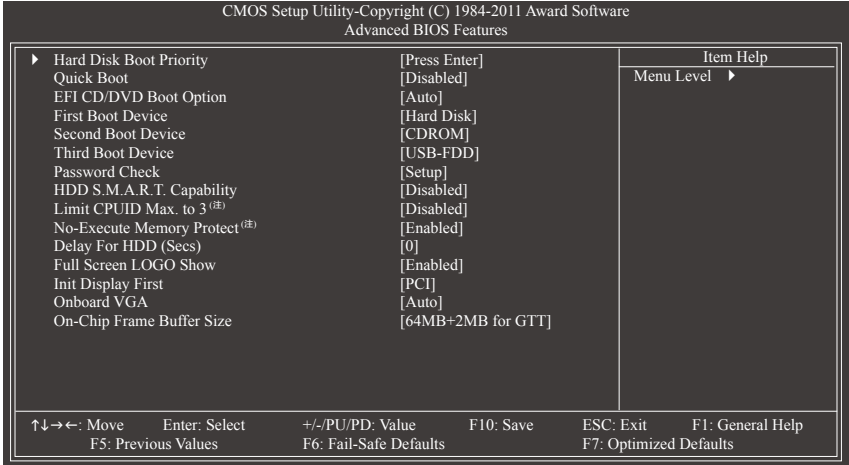 CMOS Setup Utility-Copyright (C) 1984-2011 Award Software
Advanced BIOS Features
Hard Disk Boot Priority [Press Enter]
Quick Boot [Disabled]
EFI CD/DVD Boot Option [Auto]
First Boot Device [Hard Disk]
Second Boot Device [CDROM]
Third Boot Device [USB-FDD]
Password Check [Setup]
HDD S.M.A.R.T. Capability [Disabled]
Limit CPUID Max. to 3 (注) [Disabled]
No-Execute Memory Protect (注) [Enabled]
Delay For HDD (Secs) [0]
Full Screen LOGO Show [Enabled]
Init Display First [PCI]
Onboard VGA [Auto]
On-Chip Frame Buffer Size [64MB+2MB for GTT]
Item Help
Menu Level
↑↓→←: Move Enter: Select +/-/PU/PD: Value F10: Save ESC: Exit F1: General Help
F5: Previous Values F6: Fail-Safe Defaults F7: Optimized Defaults